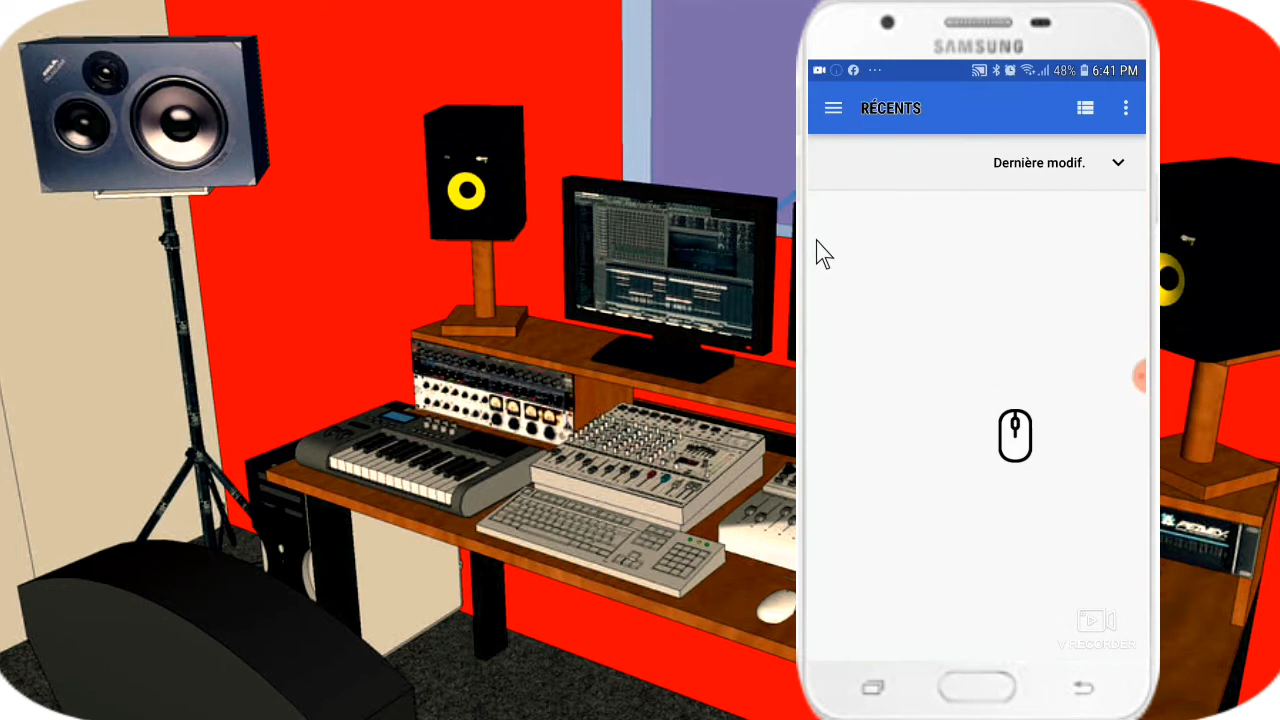 SAMSUNG
48% 6:41 PM
RÉCENTS
Dernière modif.
V RECORDER